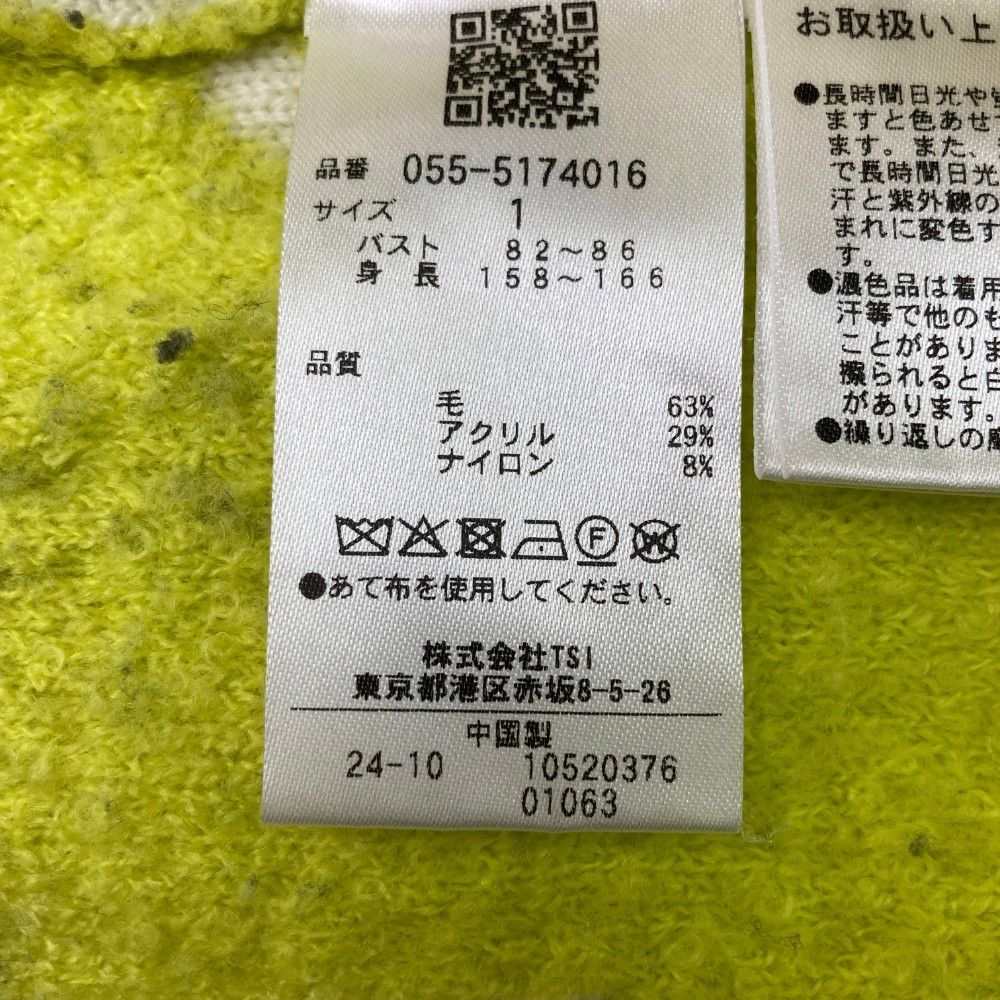 品番 055-5174016
サイズ 1
バスト 82～86
身長 158～166
品質
毛 63%
アクリル 29%
ナイロン 8%
F
W
●あて布を使用してください。
株式会社TSI
東京都港区赤坂8-5-26
中国製
24-10 10520376
01063
お取扱い上
●長時間日光や
ますと色あせ
ます。また、
で長時間日光
汗と紫外線の
まれに変色す
す。
●濃色品は着用
汗等で他のも
ことがありま
擦られると白
があります。
●繰り返しの